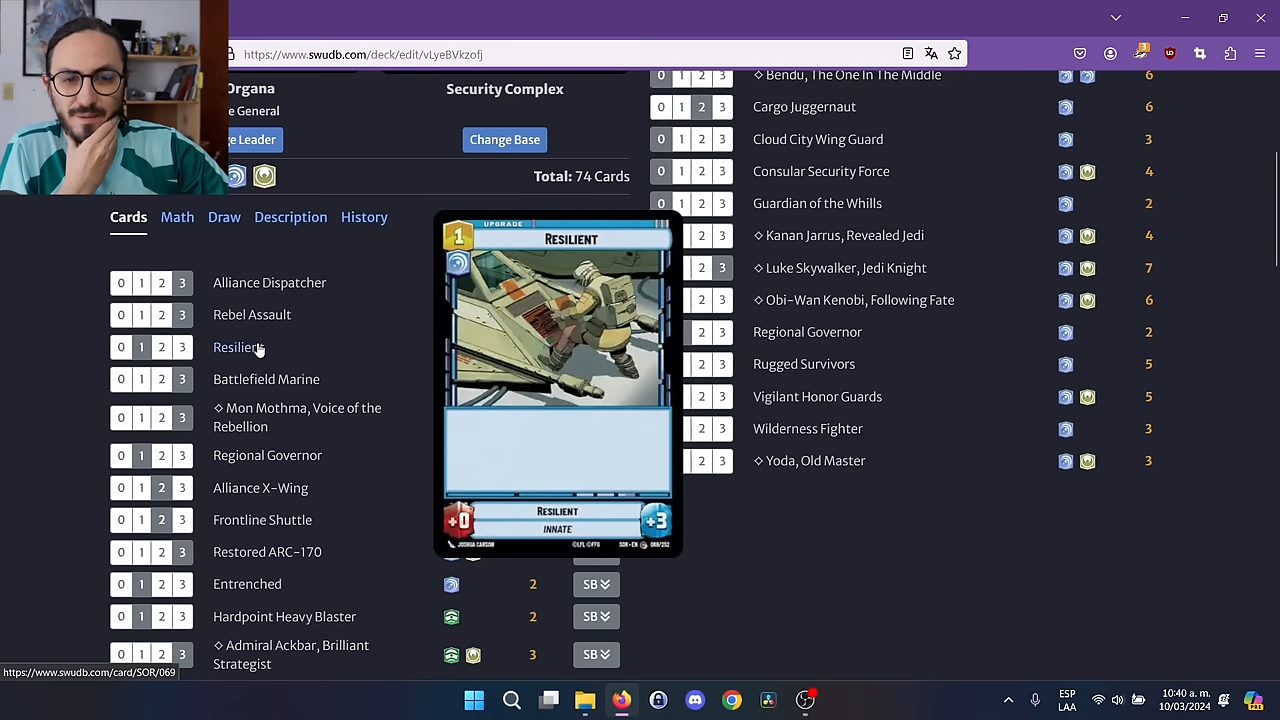 https://www.swudb.com/deck/edit/vLyeBVkzofj
3
Organa
Security Complex
e General
ge Leader
Change Base
Total: 74 Cards
Cards
Math
Draw
Description
History
0 1 2 3 Alliance Dispatcher
0 1 2 3 Rebel Assault
0 1 2 3 Resilient
0 1 2 3 Battlefield Marine
0 1 2 3 Mon Mothma, Voice of the
Rebellion
0 1 2 3 Regional Governor
0 1 2 3 Alliance X-Wing
0 1 2 3 Frontline Shuttle
0 1 2 3 Restored ARC-170
0 1 2 3 Entrenched 2 SB
0 1 2 3 Hardpoint Heavy Blaster 2 SB
0 1 2 3 Admiral Ackbar, Brilliant 3 SB
Strategist
UPGRADE
1
RESILIENT
RESILIENT
+0 INNATE +3
JOSHUA CARSON ©LFL ©FFG SOR • EN 069/252
0 1 2 3 Bendu, The One In The Middle 6
0 1 2 3 Cargo Juggernaut 6
0 1 2 3 Cloud City Wing Guard 3
0 1 2 3 Consular Security Force 4
0 1 2 3 Guardian of the Whills 2
2 3 Kanan Jarrus, Revealed Jedi 4
2 3 Luke Skywalker, Jedi Knight 7
2 3 Obi-Wan Kenobi, Following Fate 6
2 3 Regional Governor 2
2 3 Rugged Survivors 5
2 3 Vigilant Honor Guards 5
2 3 Wilderness Fighter 3
2 3 Yoda, Old Master 3
https://www.swudb.com/card/SOR/069
ESP
LAA
10:40 a. m.
10/03/2024